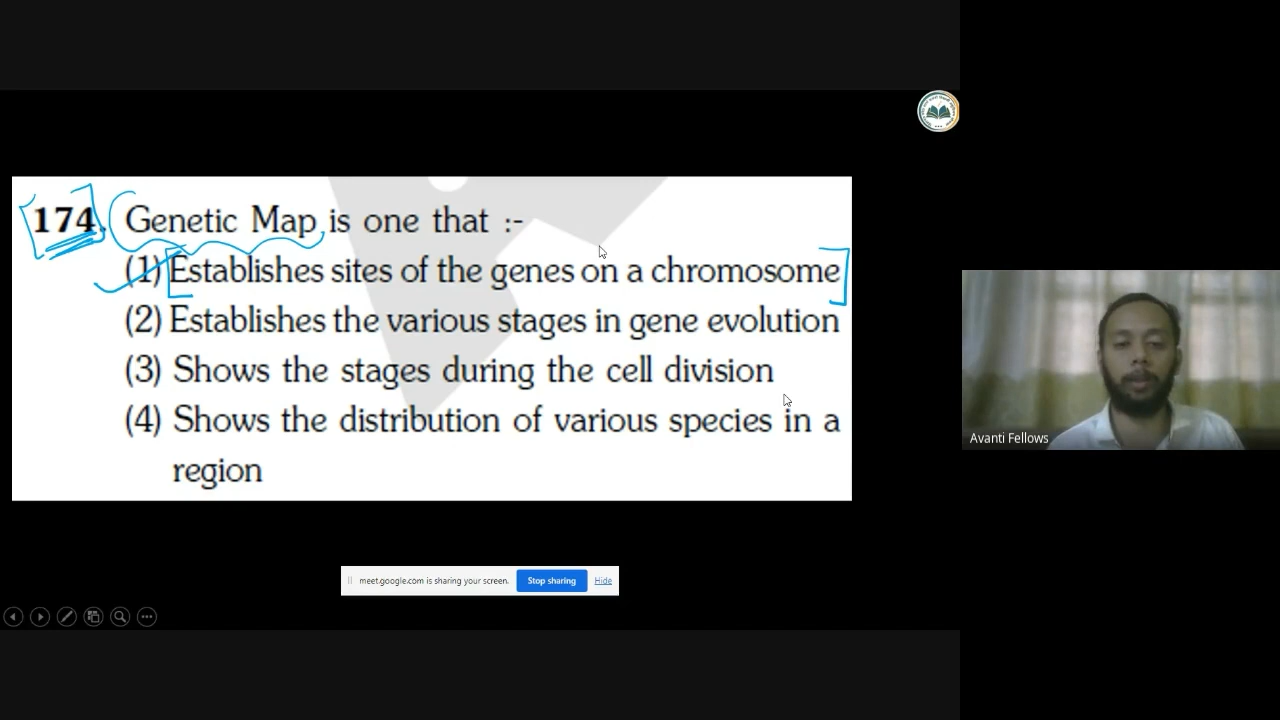 174. Genetic Map is one that :-
(1) Establishes sites of the genes on a chromosome
(2) Establishes the various stages in gene evolution
(3) Shows the stages during the cell division
(4) Shows the distribution of various species in a
region
Avanti Fellows
meet.google.com is sharing your screen. Stop sharing Hide